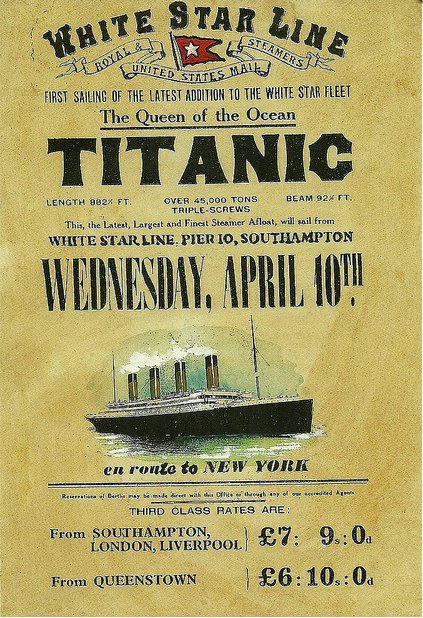 WHITE STAR LINE
ROYAL & STEAMERS
UNITED STATES MAIL
FIRST SAILING OF THE LATEST ADDITION TO THE WHITE STAR FLEET
The Queen of the Ocean
TITANIC
LENGTH 882½ FT. OVER 45,000 TONS BEAM 92½ FT.
TRIPLE-SCREWS
This, the Latest, Largest and Finest Steamer Afloat, will sail from
WHITE STAR LINE, PIER 10, SOUTHAMPTON
WEDNESDAY, APRIL 10TH.
en route to NEW YORK
Reservations of Berths may be made direct with this Office or through any of our accredited Agents
THIRD CLASS RATES ARE:
From SOUTHAMPTON,
LONDON, LIVERPOOL } £7: 9s:0d
From QUEENSTOWN } £6:10s:0d